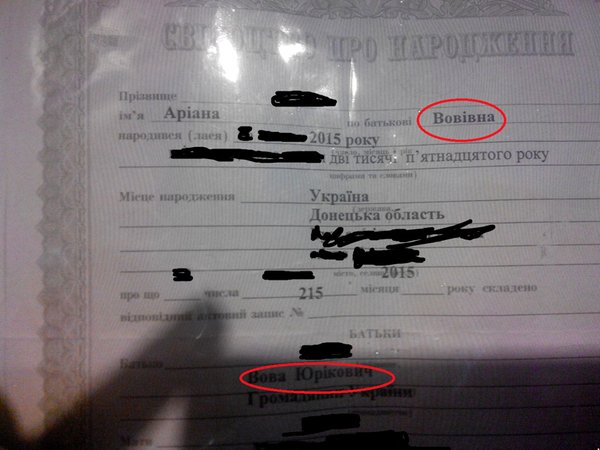 СВІДОЦТВО ПРО НАРОДЖЕННЯ
Прізвище
ім'я Аріана по батькові Вовівна
народився (лася) 2015 року
дві тисячі п'ятнадцятого року
цифрами та словами)
Місце народження Україна
Донецька область
2015
про що числа 215 місяця року складено
відповідний актовий запис №
БАТЬКИ
Батько
Вова Юрікович
Громадянин України
Мати